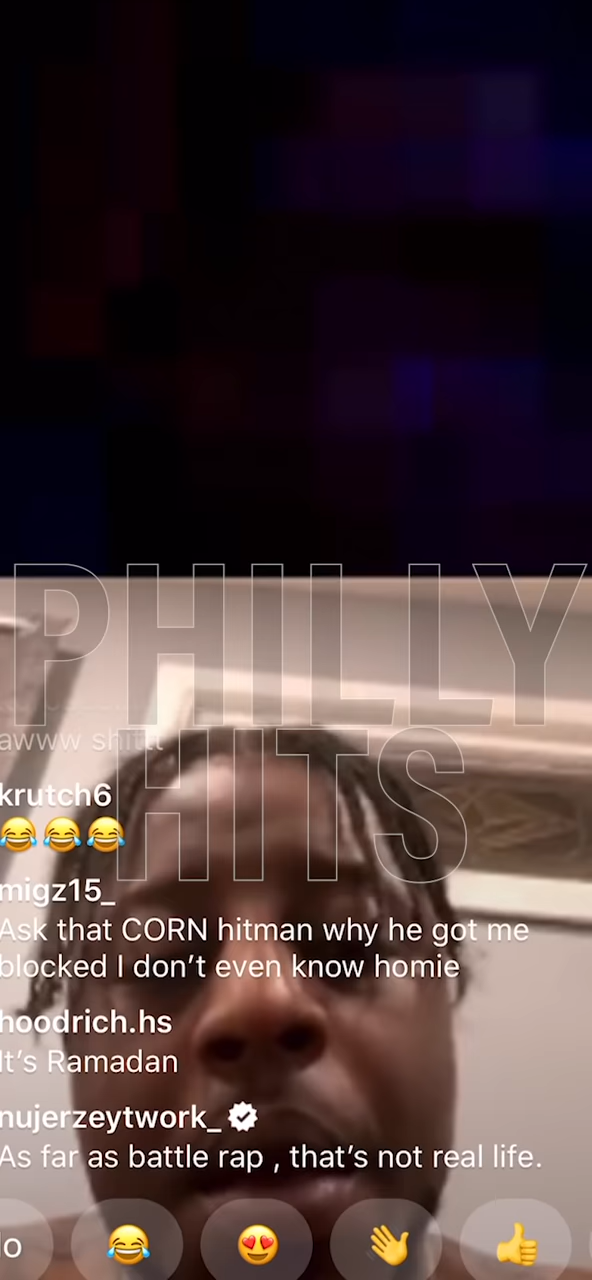 PHILLY
HITS
awww shittt
krutch6
😂😂😂
migz15_
Ask that CORN hitman why he got me
blocked I don’t even know homie
hoodrich.hs
It’s Ramadan
nujerzeytwork_
As far as battle rap , that’s not real life.
lo
😂 😍 👋 👍